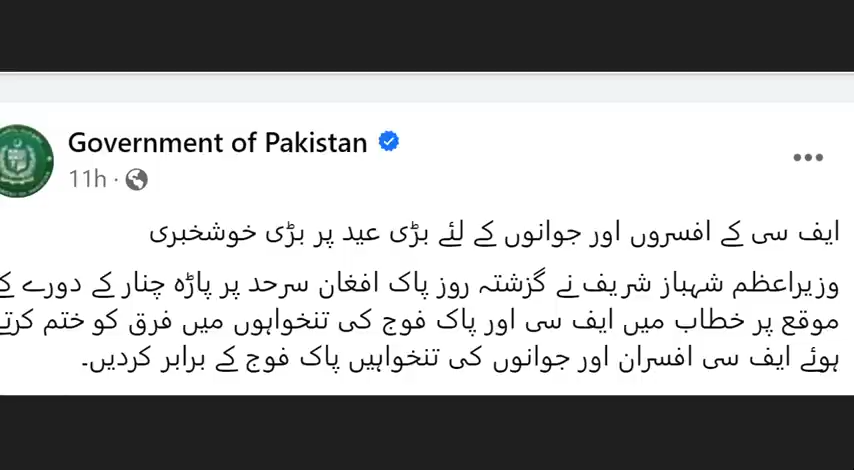 Government of Pakistan
11h ·
ایف سی کے افسروں اور جوانوں کے لئے بڑی عید پر بڑی خوشخبری
وزیراعظم شہباز شریف نے گزشتہ روز پاک افغان سرحد پر پاڑہ چنار کے دورے کے
موقع پر خطاب میں ایف سی اور پاک فوج کی تنخواہوں میں فرق کو ختم کرتے
ہوئے ایف سی افسران اور جوانوں کی تنخواہیں پاک فوج کے برابر کردیں۔